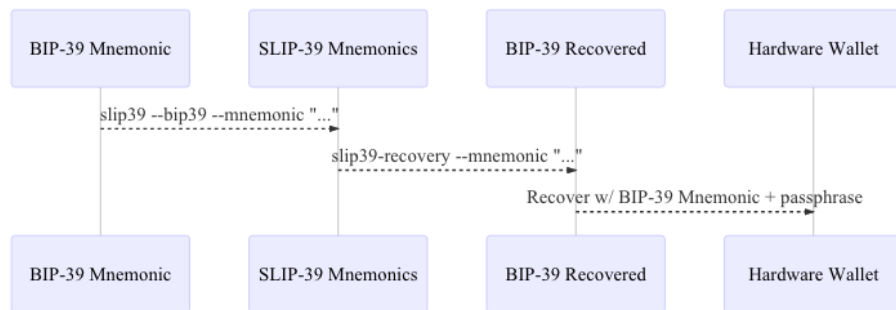 BIP-39 Mnemonic
SLIP-39 Mnemonics
BIP-39 Recovered
Hardware Wallet
slip39 --bip39 --mnemonic "..."
slip39-recovery --mnemonic "..."
Recover w/ BIP-39 Mnemonic + passphrase
BIP-39 Mnemonic
SLIP-39 Mnemonics
BIP-39 Recovered
Hardware Wallet